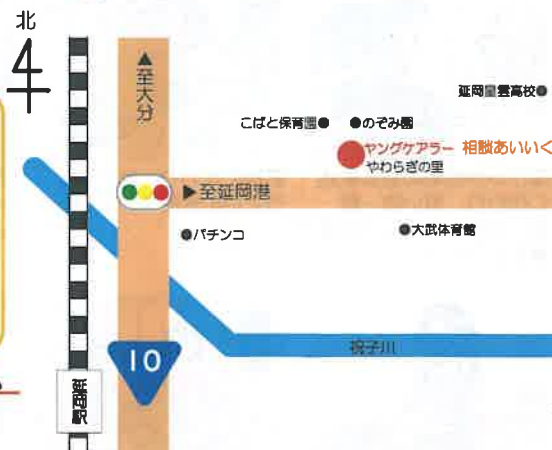 北
▲至大分
延岡星雲高校●
こばと保育園●
●のぞみ園
ヤングケアラー 相談あいいく
やわらぎの里
▶至延岡港
●パチンコ
●大武体育館
祝子川
10
延岡駅